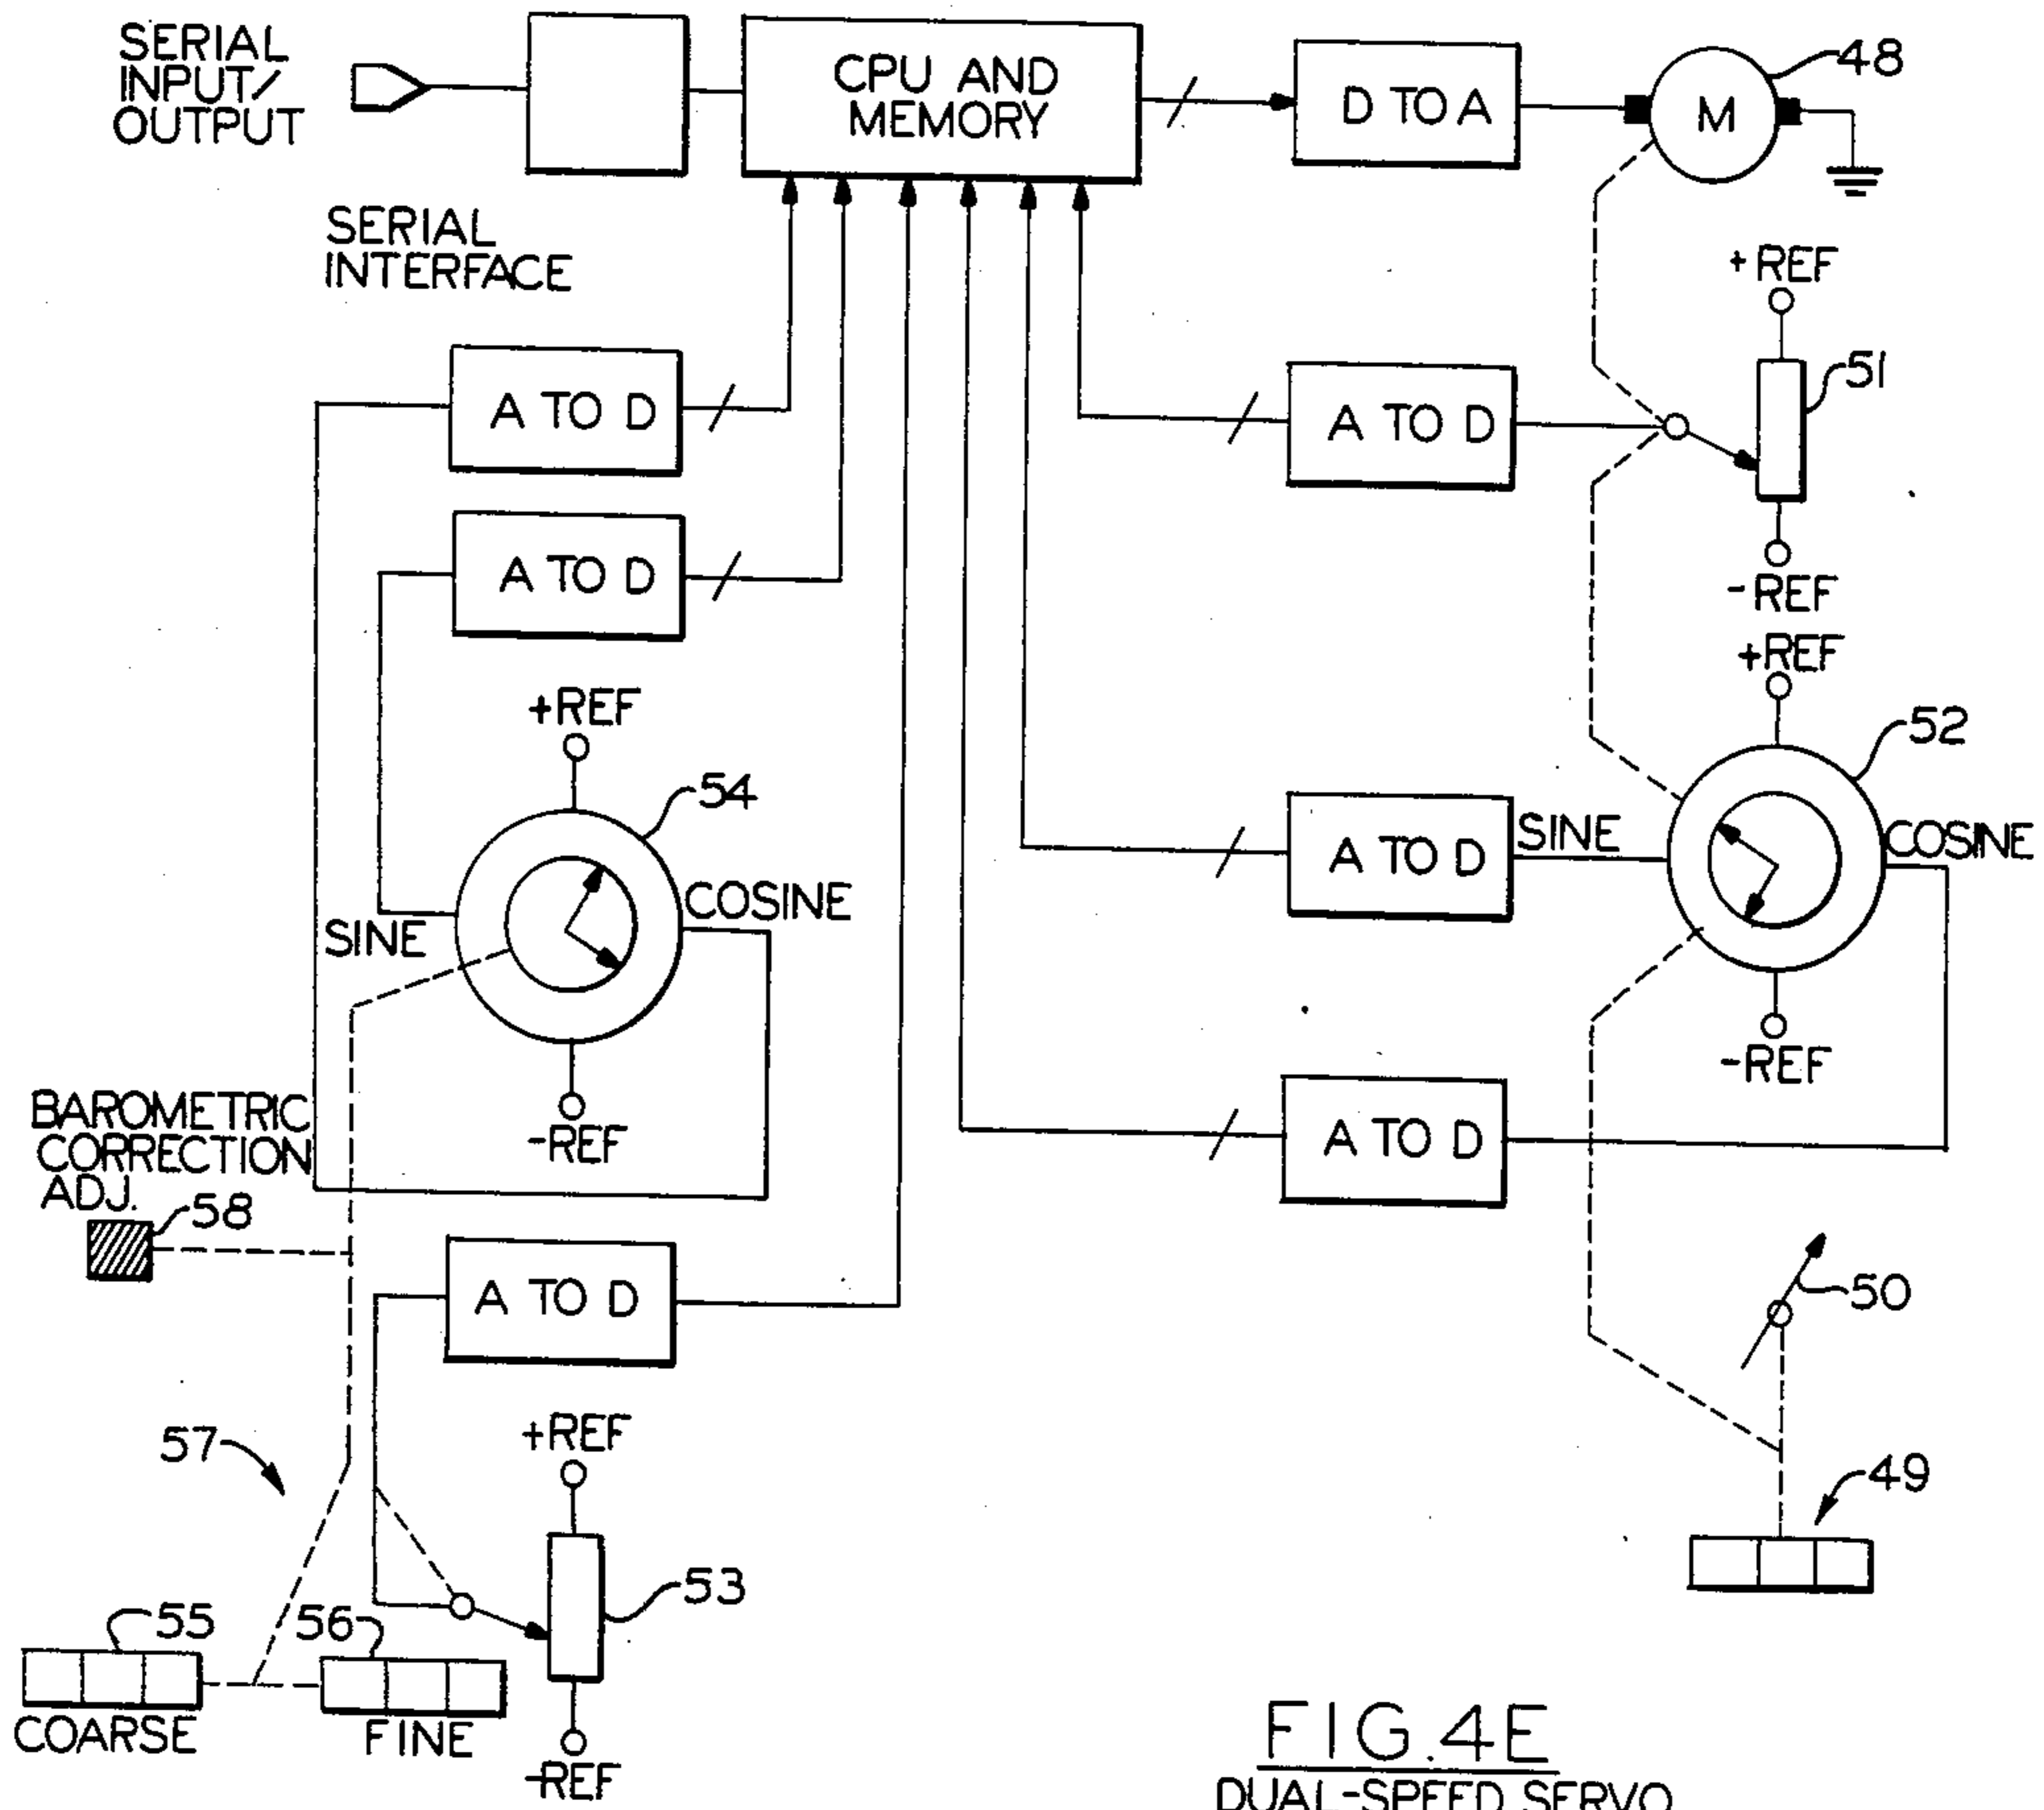 SERIAL
INPUT/
OUTPUT
CPU AND
MEMORY
D TO A
M
48
SERIAL
INTERFACE
+REF
51
A TO D
A TO D
A TO D
-REF
+REF
+REF
52
54
SINE
COSINE
A TO D
COSINE
SINE
-REF
BAROMETRIC
CORRECTION
ADJ.
-REF
A TO D
58
A TO D
50
57
+REF
49
53
55
56
COARSE
FINE
-REF
FIG.4E
DUAL-SPEED SERVO